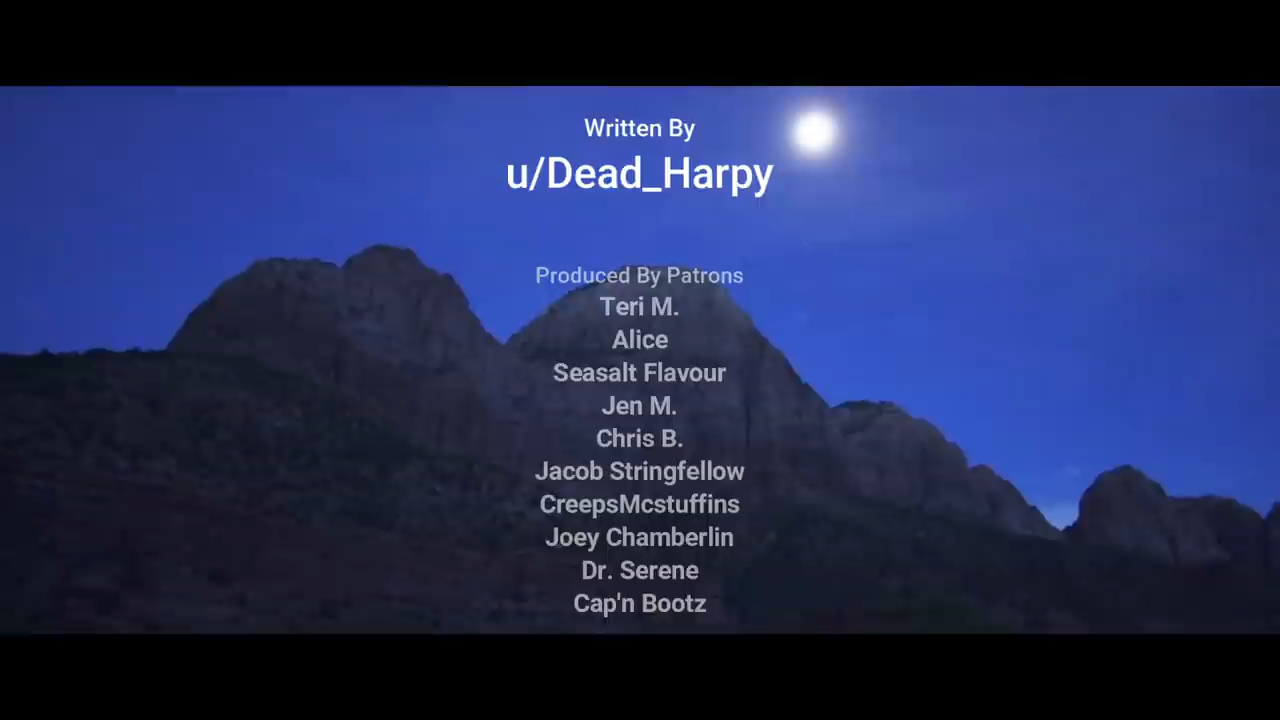 Written By
u/Dead_Harpy
Produced By Patrons
Teri M.
Alice
Seasalt Flavour
Jen M.
Chris B.
Jacob Stringfellow
CreepsMcstuffins
Joey Chamberlin
Dr. Serene
Cap'n Bootz